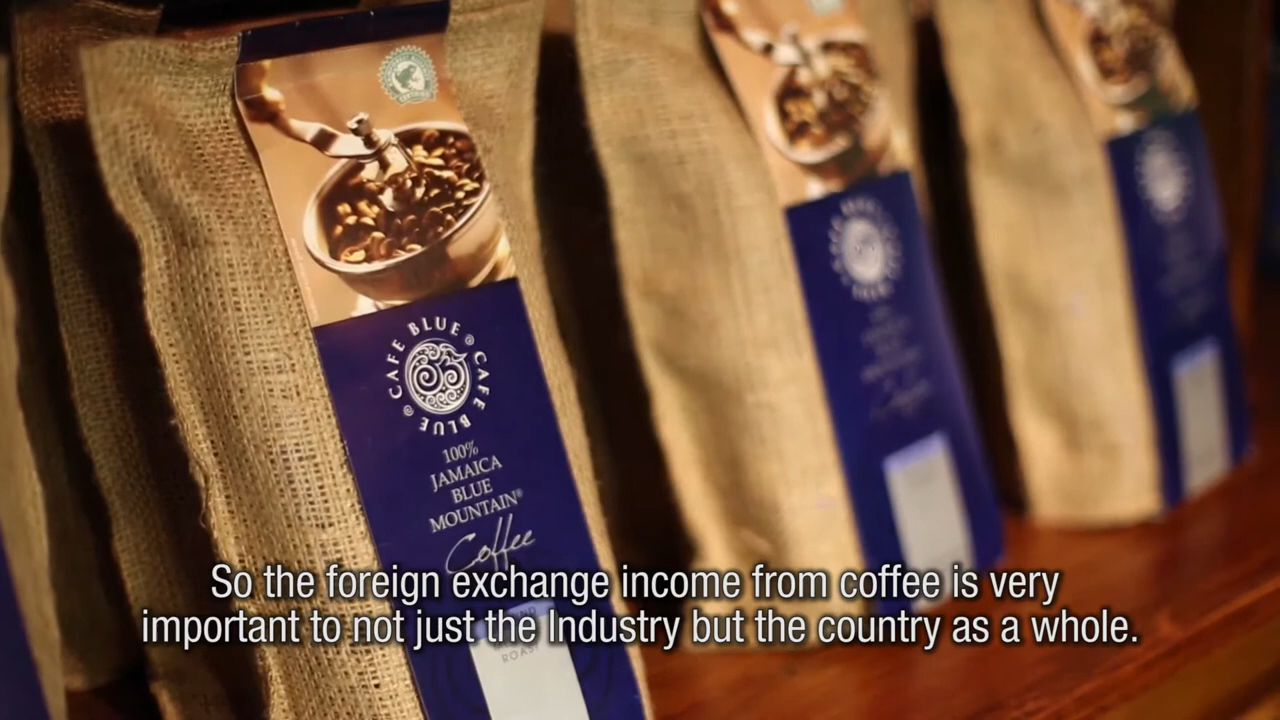 CAFE BLUE® CAFE BLUE®
100%
JAMAICA
BLUE
MOUNTAIN®
Coffee
ROAST
So the foreign exchange income from coffee is very
important to not just the Industry but the country as a whole.